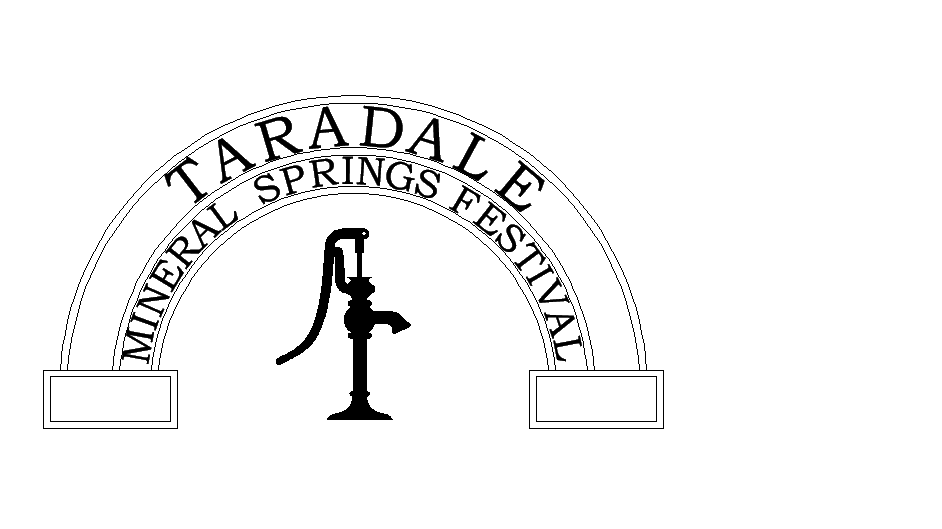 TARADALE
MINERAL SPRINGS FESTIVAL